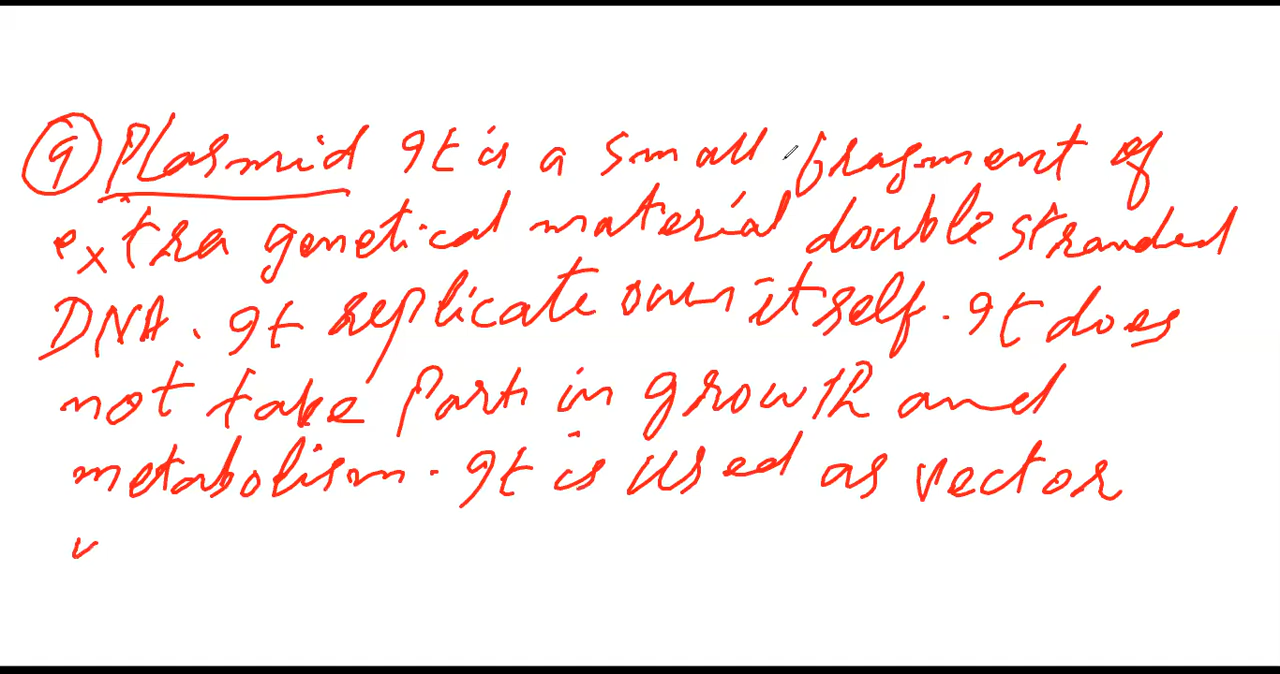 9 Plasmid It is a small fragment of
extra genetical material double stranded
DNA. It replicate own itself. It does
not take part in growth and
metabolism. It is used as vector